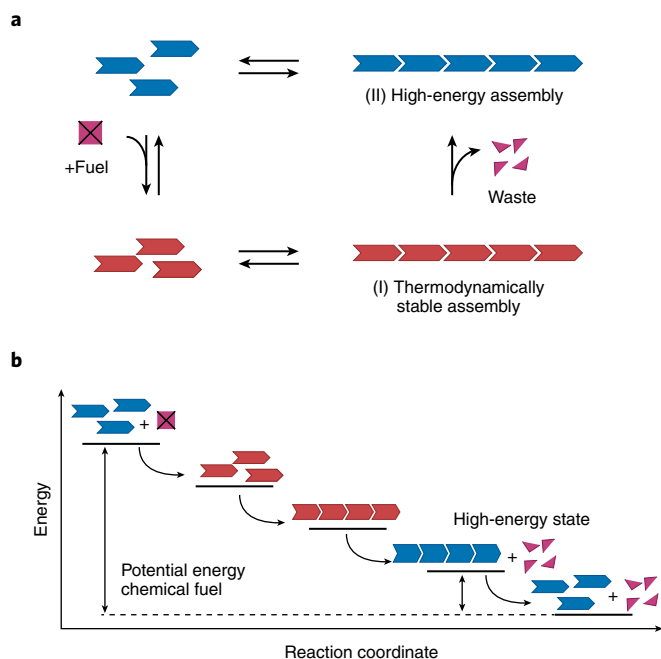 a
(II) High-energy assembly
+Fuel
Waste
(I) Thermodynamically
stable assembly
b
+
High-energy state
+
Potential energy
chemical fuel
+
Energy
Reaction coordinate